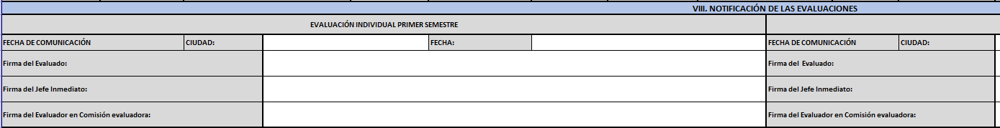 VIII. NOTIFICACIÓN DE LAS EVALUACIONES
EVALUACIÓN INDIVIDUAL PRIMER SEMESTRE
FECHA DE COMUNICACIÓN CIUDAD: FECHA: FECHA DE COMUNICACIÓN CIUDAD:
Firma del Evaluado: Firma del Evaluado:
Firma del Jefe Inmediato: Firma del Jefe Inmediato:
Firma del Evaluador en Comisión evaluadora: Firma del Evaluador en Comisión evaluadora: